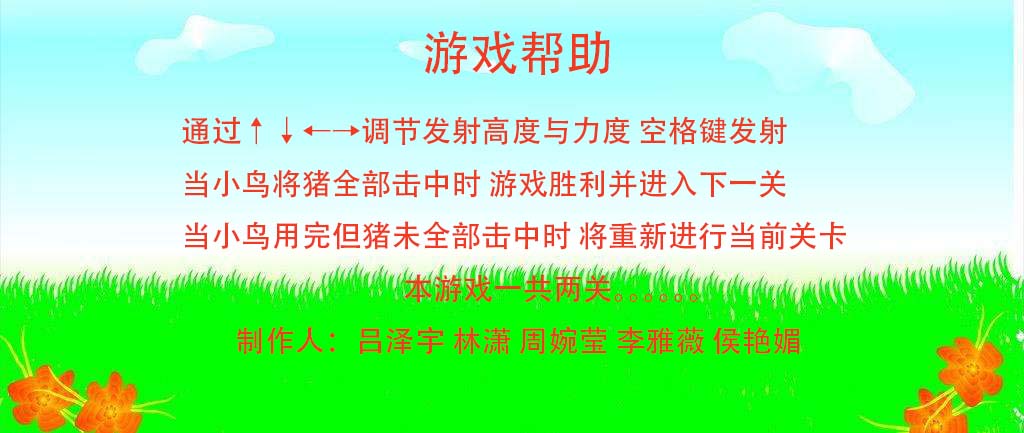 游戏帮助
通过↑↓←→调节发射高度与力度 空格键发射
当小鸟将猪全部击中时 游戏胜利并进入下一关
当小鸟用完但猪未全部击中时 将重新进行当前关卡
本游戏一共两关。。。。。。
制作人：吕泽宇 林潇 周婉莹 李雅薇 侯艳媚